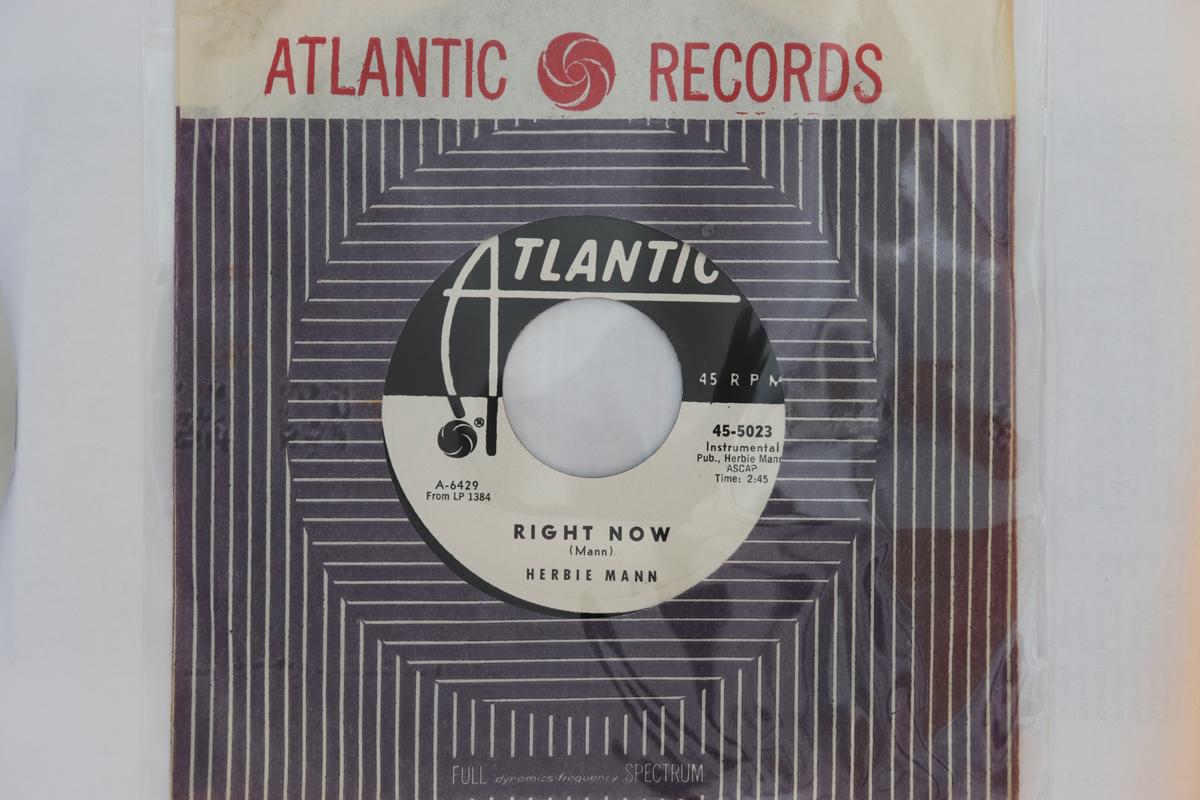 ATLANTIC RECORDS
ATLANTIC
45 R P M
®
45-5023
Instrumental
Pub., Herbie Mann
ASCAP
Time: 2:45
A-6429
From LP 1384
RIGHT NOW
(Mann)
HERBIE MANN
FULL dynamics-frequency SPECTRUM